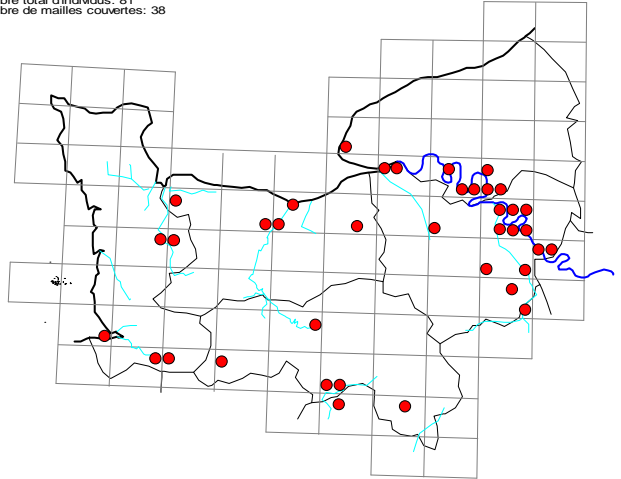 bre total d'individus: 81
bre de mailles couvertes: 38